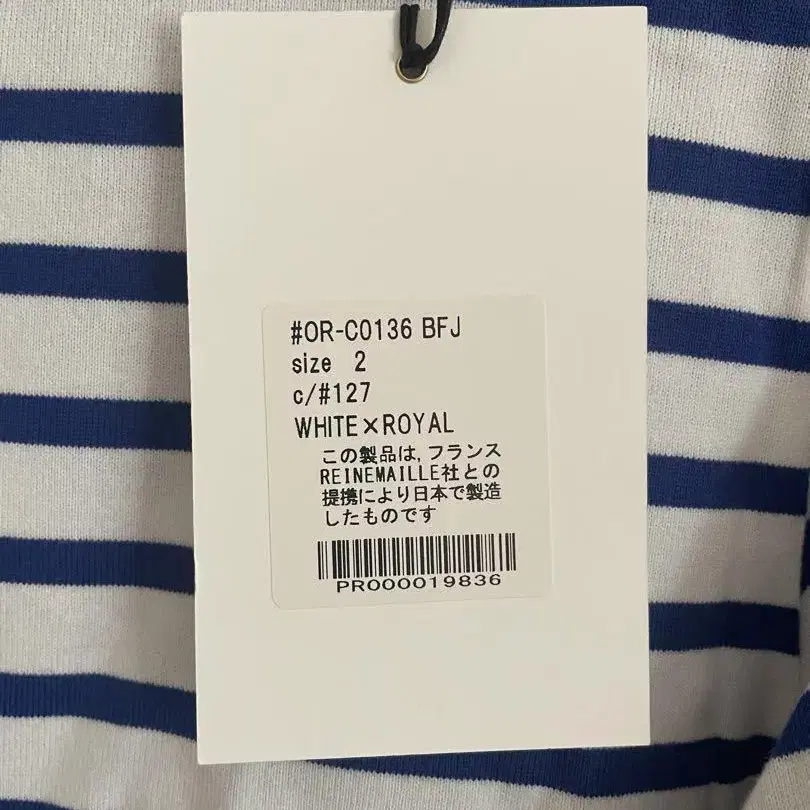 #OR-C0136 BFJ
size 2
c/#127
WHITE×ROYAL
この製品は,フランス
REINEMAILLE社との
提携により日本で製造
したものです
PR000019836